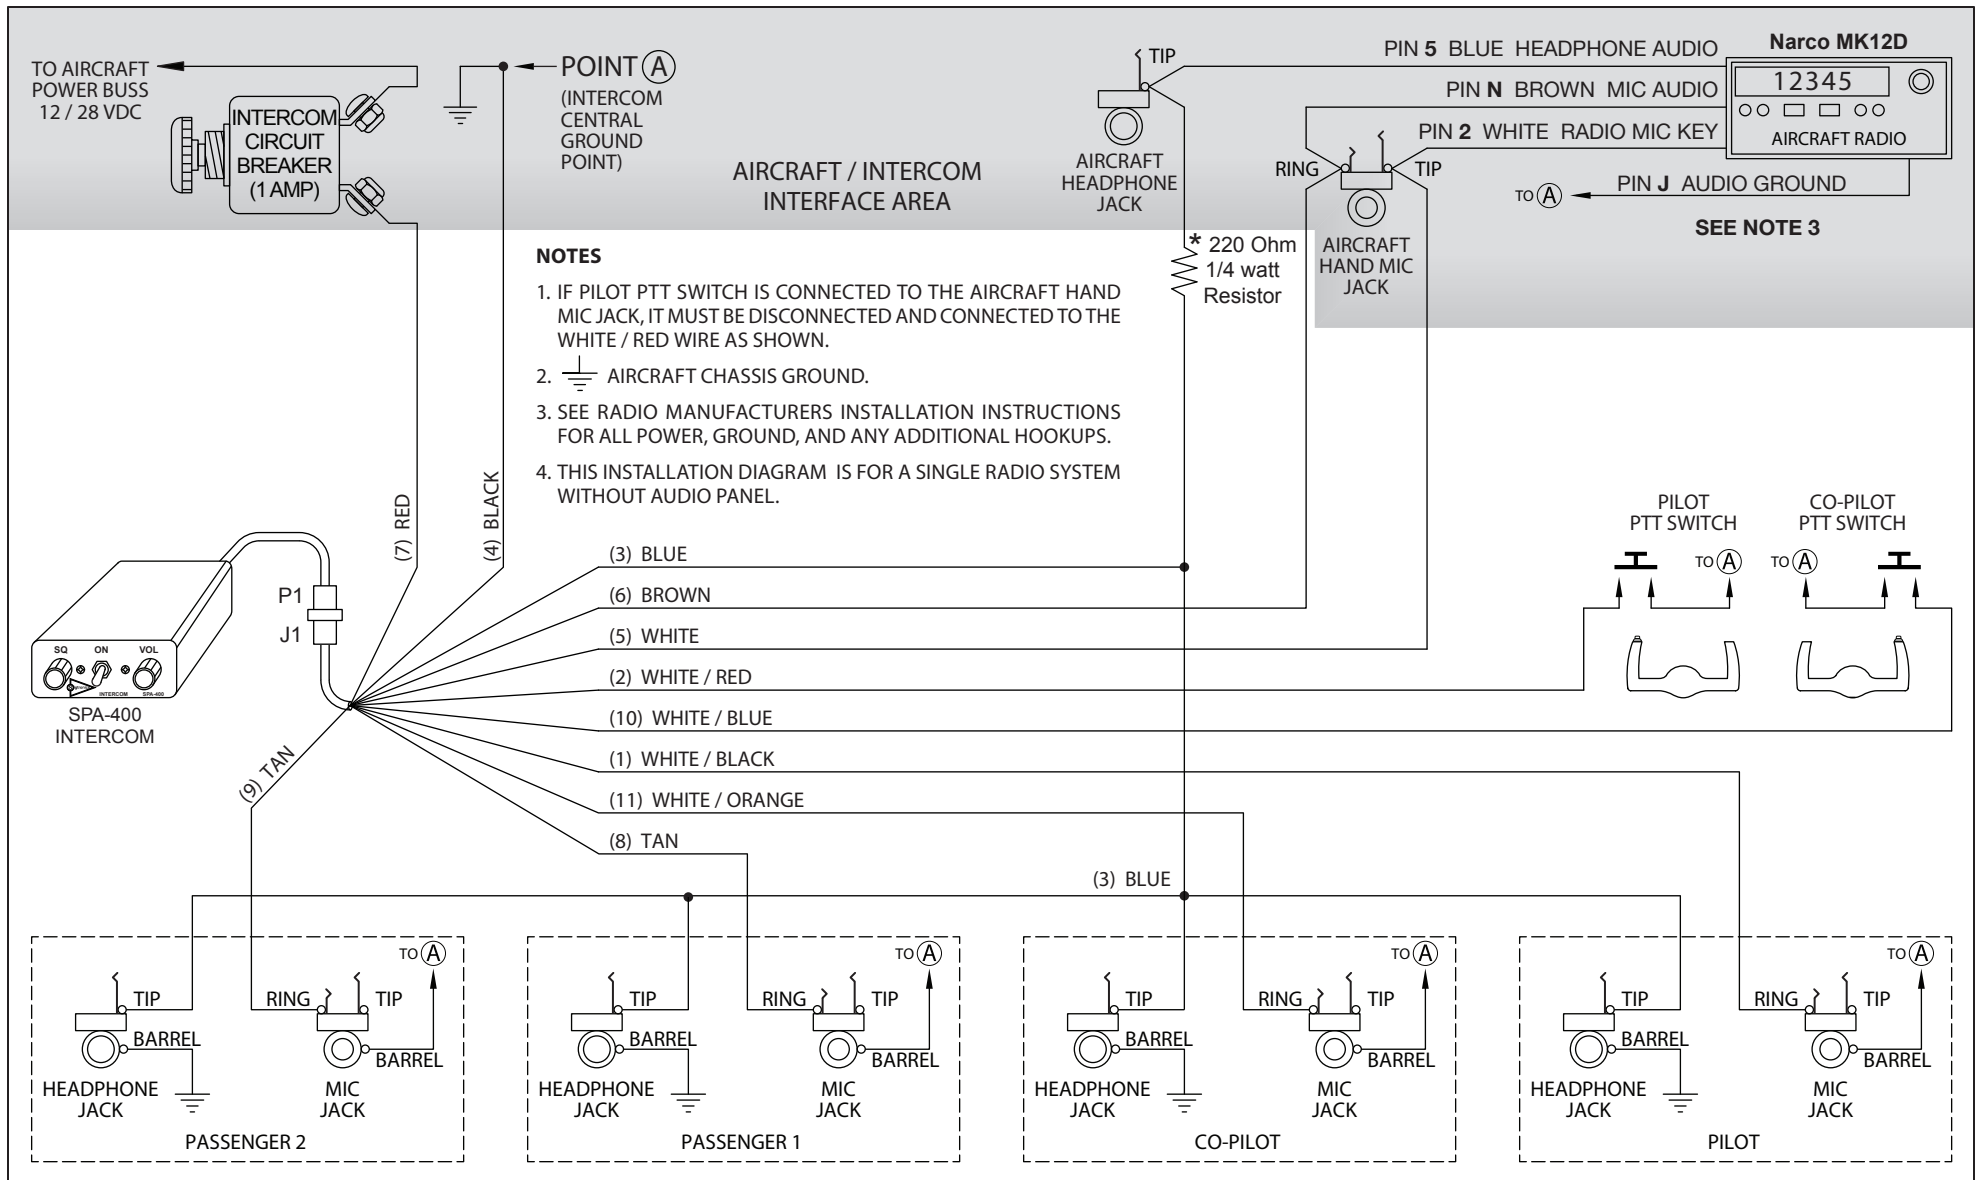 TO AIRCRAFT
POWER BUSS
12 / 28 VDC
INTERCOM
CIRCUIT
BREAKER
(1 AMP)
POINT A
(INTERCOM
CENTRAL
GROUND
POINT)
AIRCRAFT / INTERCOM
INTERFACE AREA
TIP
AIRCRAFT
HEADPHONE
JACK
PIN 5 BLUE HEADPHONE AUDIO
PIN N BROWN MIC AUDIO
PIN 2 WHITE RADIO MIC KEY
RING
TIP
TO A
PIN J AUDIO GROUND
Narco MK12D
12345
AIRCRAFT RADIO
SEE NOTE 3
AIRCRAFT
HAND MIC
JACK
* 220 Ohm
1/4 watt
Resistor
NOTES
1. IF PILOT PTT SWITCH IS CONNECTED TO THE AIRCRAFT HAND
MIC JACK, IT MUST BE DISCONNECTED AND CONNECTED TO THE
WHITE / RED WIRE AS SHOWN.
2. AIRCRAFT CHASSIS GROUND.
3. SEE RADIO MANUFACTURERS INSTALLATION INSTRUCTIONS
FOR ALL POWER, GROUND, AND ANY ADDITIONAL HOOKUPS.
4. THIS INSTALLATION DIAGRAM IS FOR A SINGLE RADIO SYSTEM
WITHOUT AUDIO PANEL.
(7) RED
(4) BLACK
PILOT
PTT SWITCH
TO A
CO-PILOT
PTT SWITCH
TO A
P1
J1
SQ
ON
VOL
INTERCOM
SPA-400
SPA-400
INTERCOM
(3) BLUE
(6) BROWN
(5) WHITE
(2) WHITE / RED
(10) WHITE / BLUE
(1) WHITE / BLACK
(11) WHITE / ORANGE
(8) TAN
(9) TAN
(3) BLUE
TIP
BARREL
HEADPHONE
JACK
RING
TIP
TO A
BARREL
MIC
JACK
PASSENGER 2
TIP
BARREL
HEADPHONE
JACK
RING
TIP
TO A
BARREL
MIC
JACK
PASSENGER 1
TIP
BARREL
HEADPHONE
JACK
RING
TIP
TO A
BARREL
MIC
JACK
CO-PILOT
TIP
BARREL
HEADPHONE
JACK
RING
TIP
TO A
BARREL
MIC
JACK
PILOT